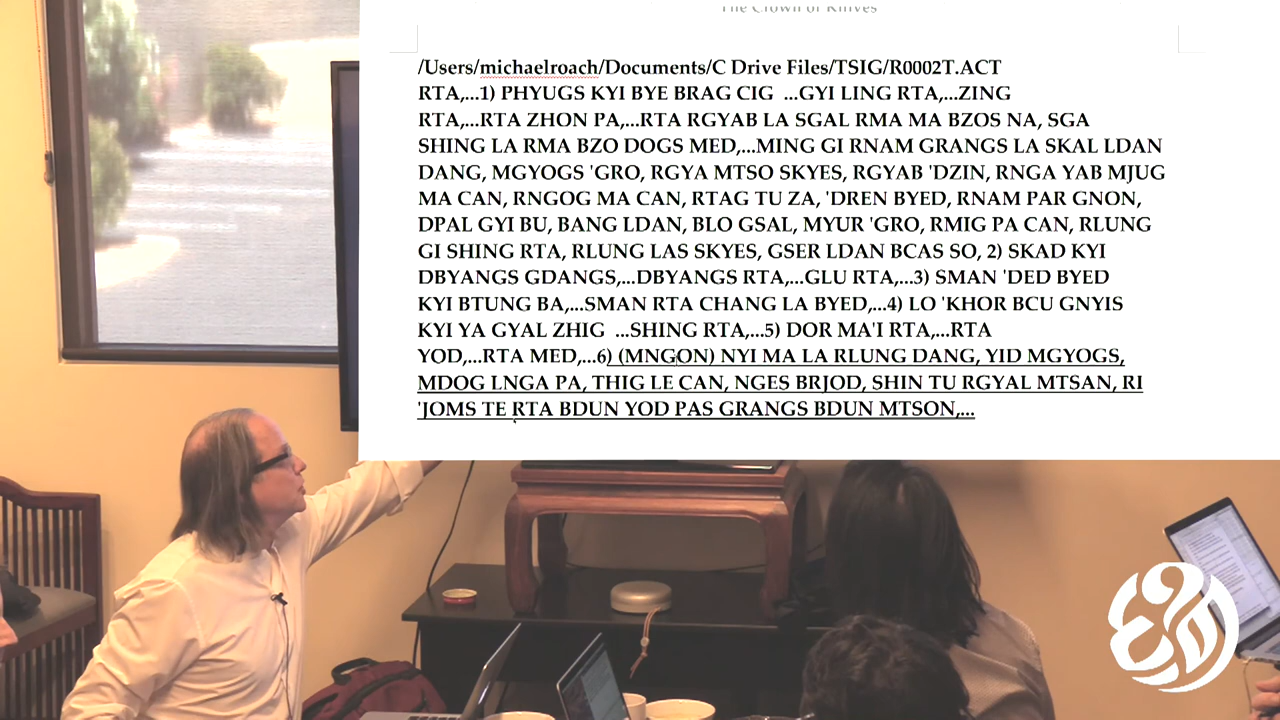 The Crown of Knives
/Users/michaelroach/Documents/C Drive Files/TSIG/R0002T.ACT
RTA,...1) PHYUGS KYI BYE BRAG CIG ...GYI LING RTA,...ZING
RTA,...RTA ZHON PA,...RTA RGYAB LA SGAL RMA MA BZOS NA, SGA
SHING LA RMA BZO DOGS MED,...MING GI RNAM GRANGS LA SKAL LDAN
DANG, MGYOGS 'GRO, RGYA MTSO SKYES, RGYAB 'DZIN, RNGA YAB MJUG
MA CAN, RNGOG MA CAN, RTAG TU ZA, 'DREN BYED, RNAM PAR GNON,
DPAL GYI BU, BANG LDAN, BLO GSAL, MYUR 'GRO, RMIG PA CAN, RLUNG
GI SHING RTA, RLUNG LAS SKYES, GSER LDAN BCAS SO, 2) SKAD KYI
DBYANGS GDANGS,...DBYANGS RTA,...GLU RTA,...3) SMAN 'DED BYED
KYI BTUNG BA,...SMAN RTA CHANG LA BYED,...4) LO 'KHOR BCU GNYIS
KYI YA GYAL ZHIG ...SHING RTA,...5) DOR MA'I RTA,...RTA
YOD,...RTA MED,...6) (MNGON) NYI MA LA RLUNG DANG, YID MGYOGS,
MDOG LNGA PA, THIG LE CAN, NGES BRJOD, SHIN TU RGYAL MTSAN, RI
'JOMS TE RTA BDUN YOD PAS GRANGS BDUN MTSON,...